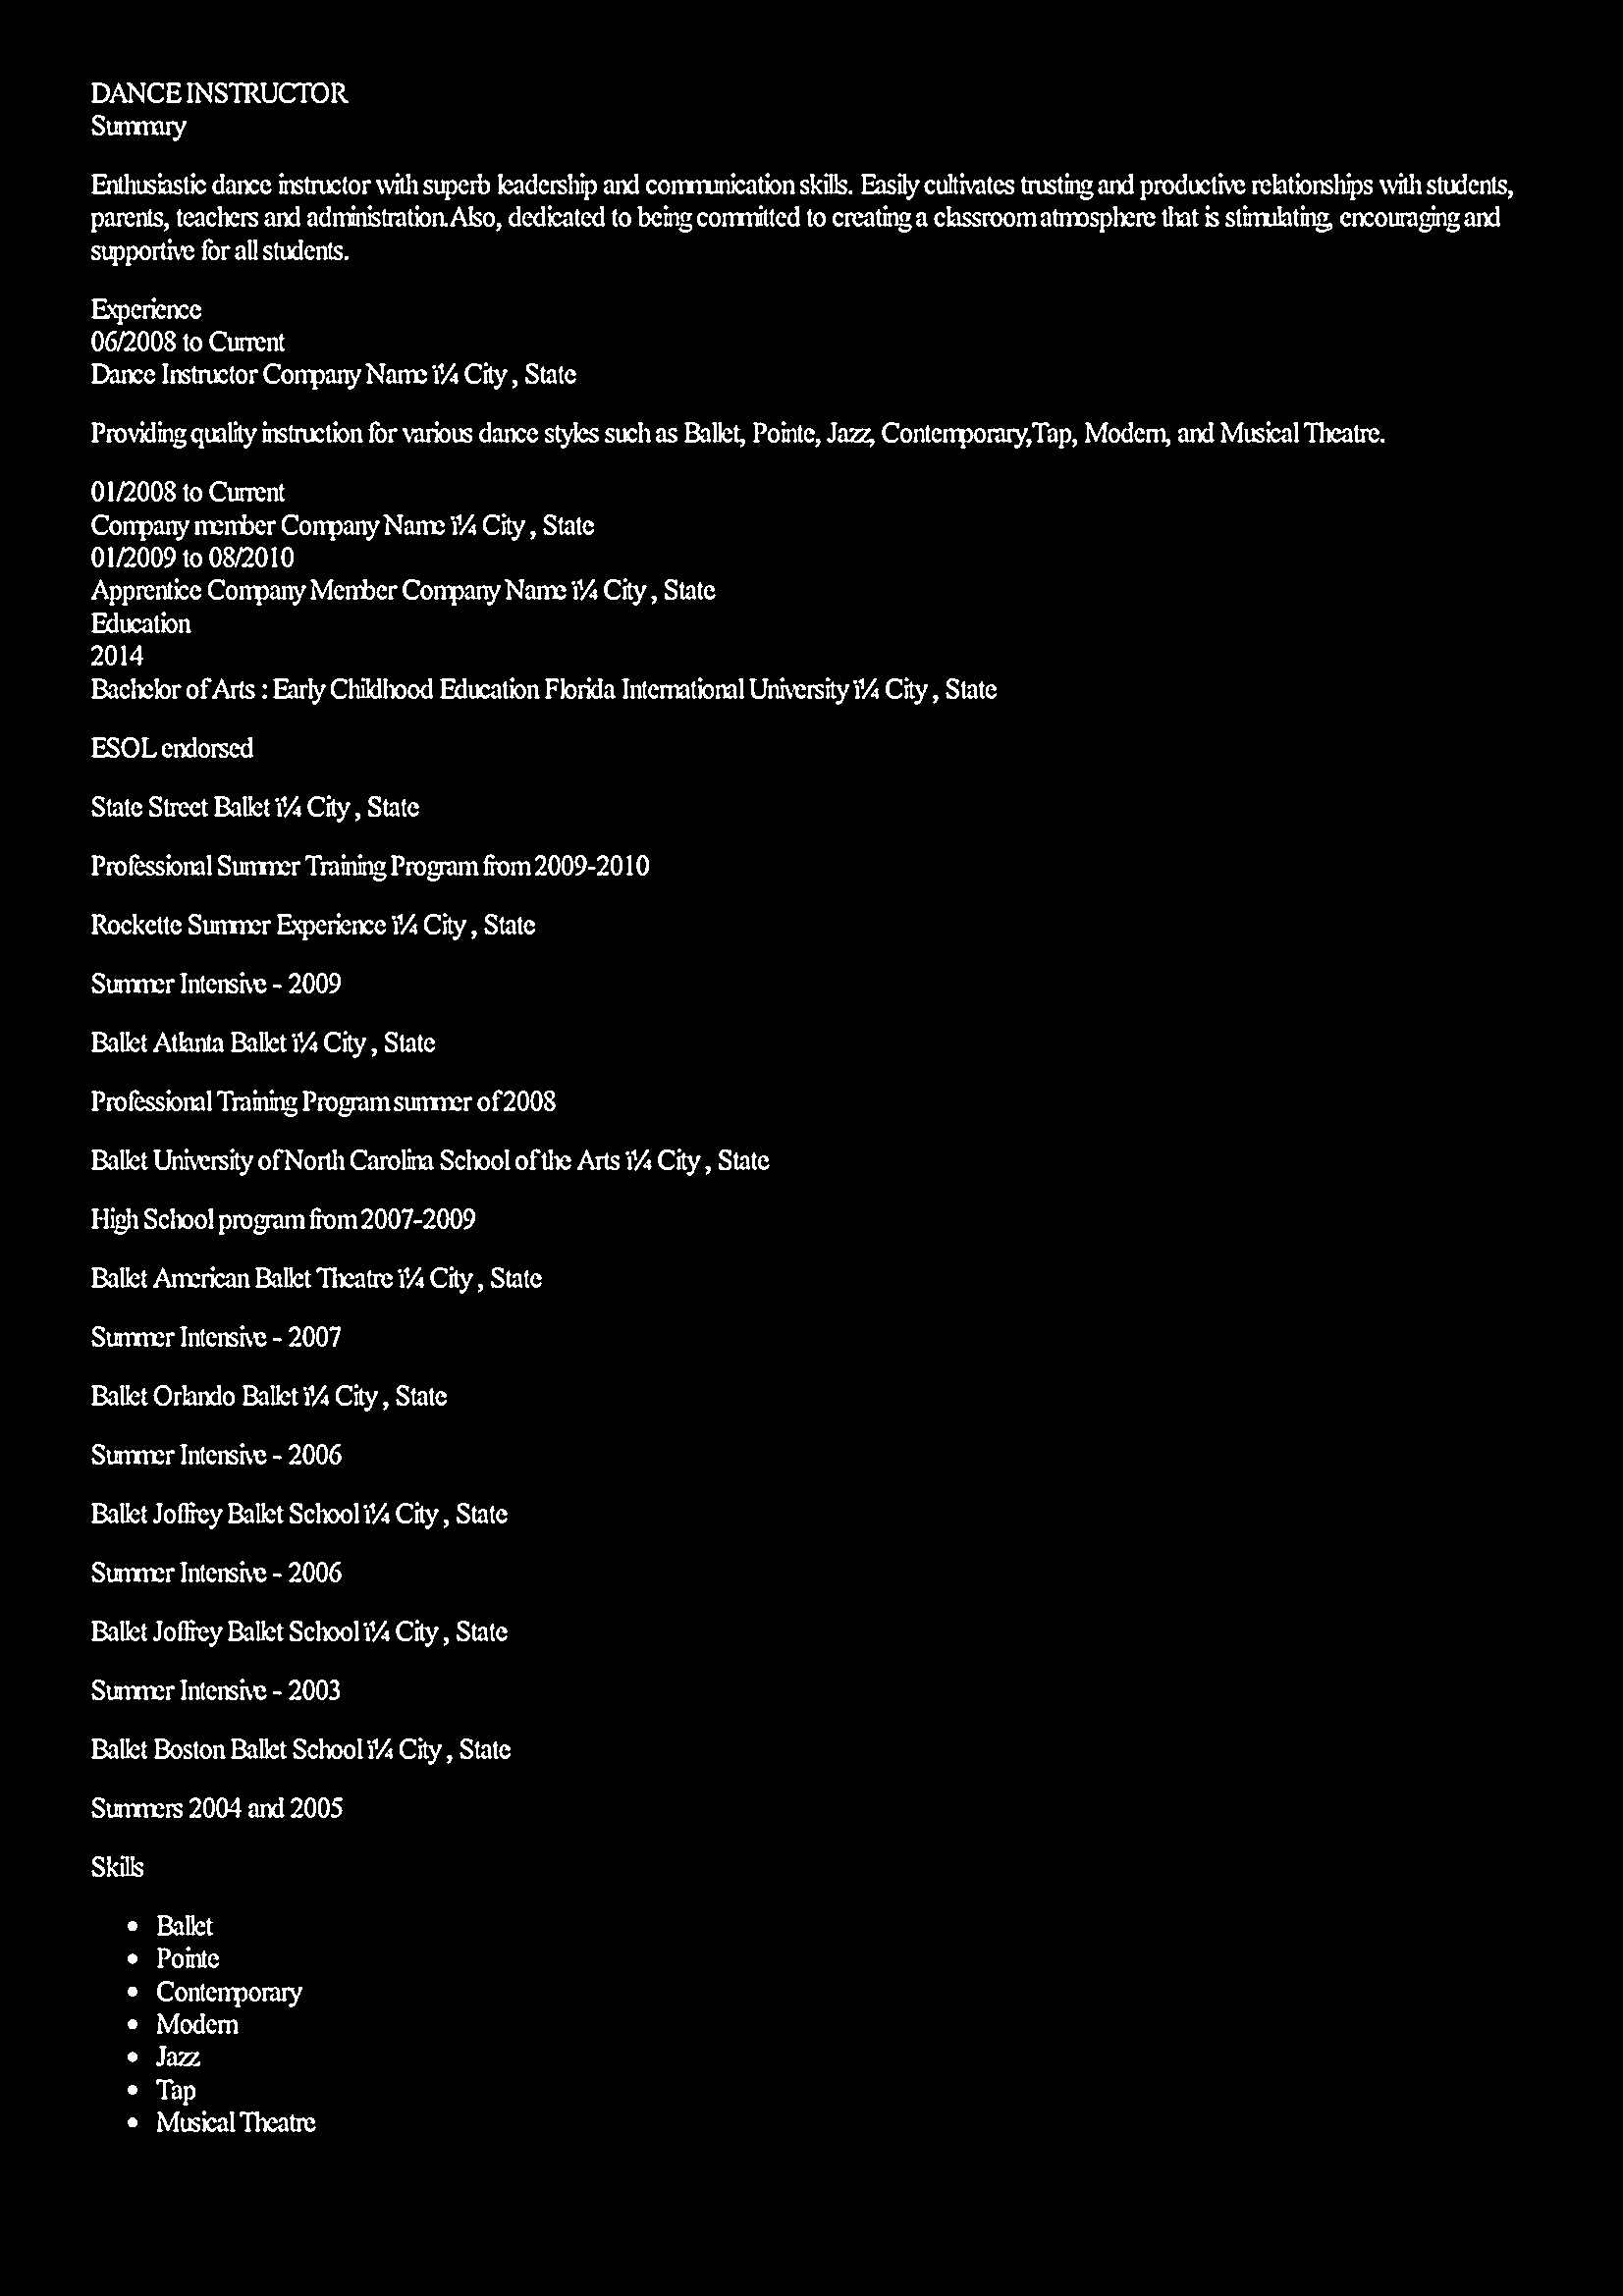 DANCE INSTRUCTOR
Summary
Enthusiastic dance instructor with superb leadership and communication skills. Easily cultivates trusting and productive relationships with students,
parents, teachers and administration.Also, dedicated to being committed to creating a classroom atmosphere that is stimulating, encouraging and
supportive for all students.
Experience
06/2008 to Current
Dance Instructor Company Name ï¼ City , State
Providing quality instruction for various dance styles such as Ballet, Pointe, Jazz, Contemporary,Tap, Modern, and Musical Theatre.
01/2008 to Current
Company member Company Name ï¼ City , State
01/2009 to 08/2010
Apprentice Company Member Company Name ï¼ City , State
Education
2014
Bachelor of Arts : Early Childhood Education Florida International University ï¼ City , State
ESOL endorsed
State Street Ballet ï¼ City , State
Professional Summer Training Program from 2009-2010
Rockette Summer Experience ï¼ City , State
Summer Intensive - 2009
Ballet Atlanta Ballet ï¼ City , State
Professional Training Program summer of 2008
Ballet University of North Carolina School of the Arts ï¼ City , State
High School program from 2007-2009
Ballet American Ballet Theatre ï¼ City , State
Summer Intensive - 2007
Ballet Orlando Ballet ï¼ City , State
Summer Intensive - 2006
Ballet Joffrey Ballet School ï¼ City , State
Summer Intensive - 2006
Ballet Joffrey Ballet School ï¼ City , State
Summer Intensive - 2003
Ballet Boston Ballet School ï¼ City , State
Summers 2004 and 2005
Skills
• Ballet
• Pointe
• Contemporary
• Modern
• Jazz
• Tap
• Musical Theatre